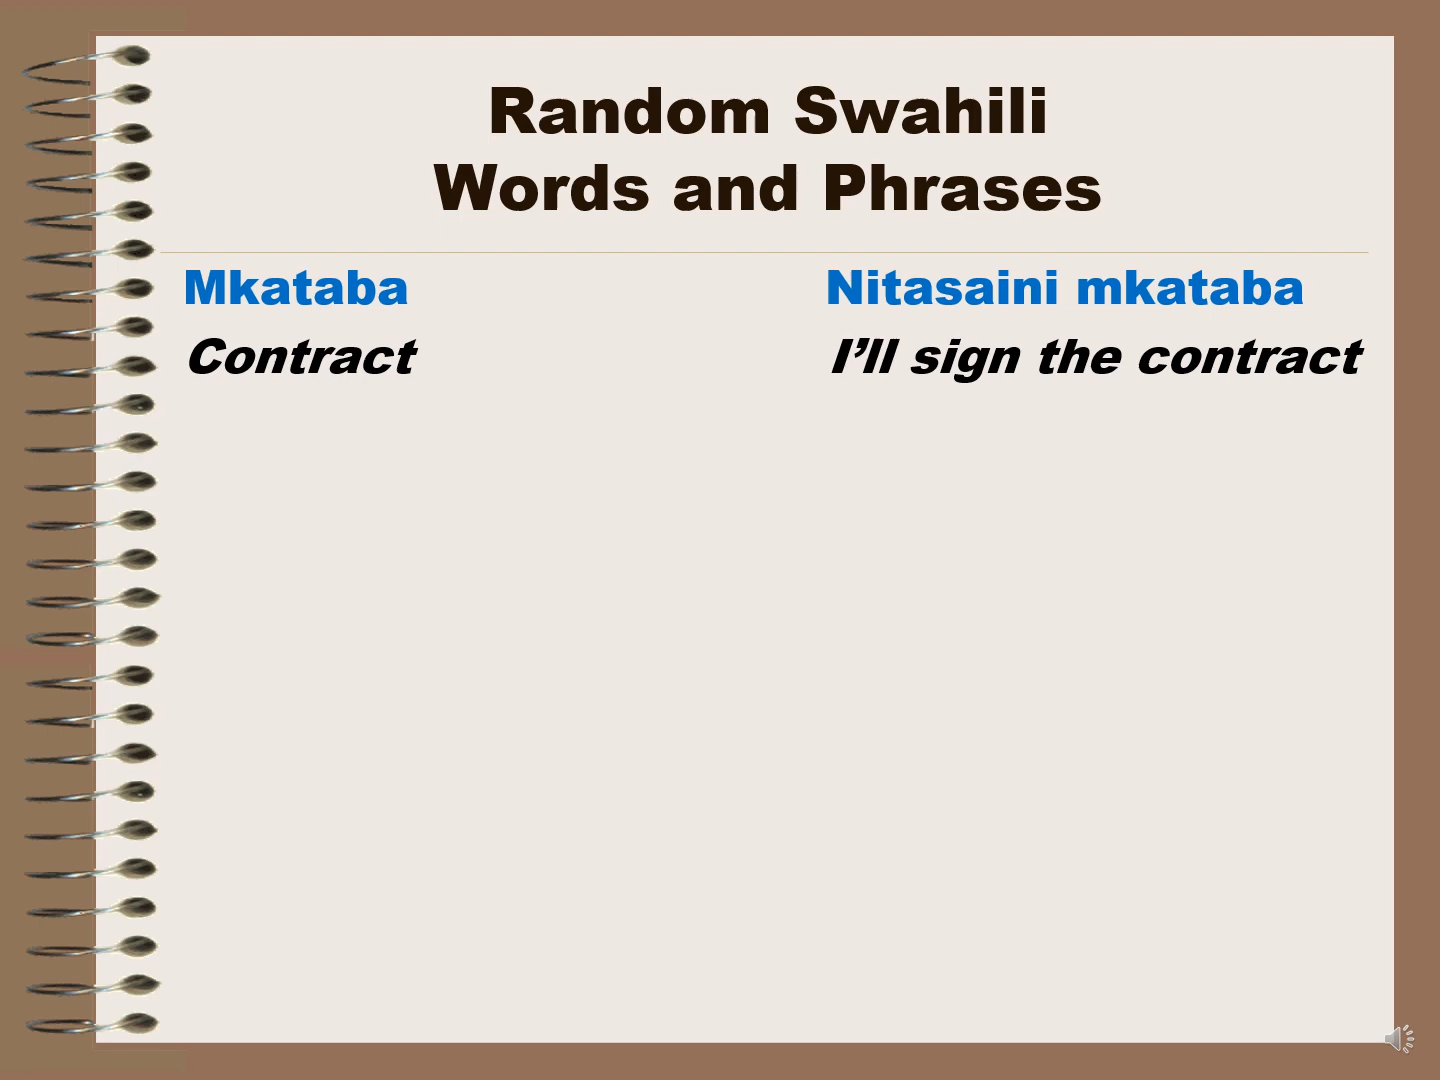 Random Swahili
Words and Phrases
Mkataba
Contract
Nitasaini mkataba
I’ll sign the contract